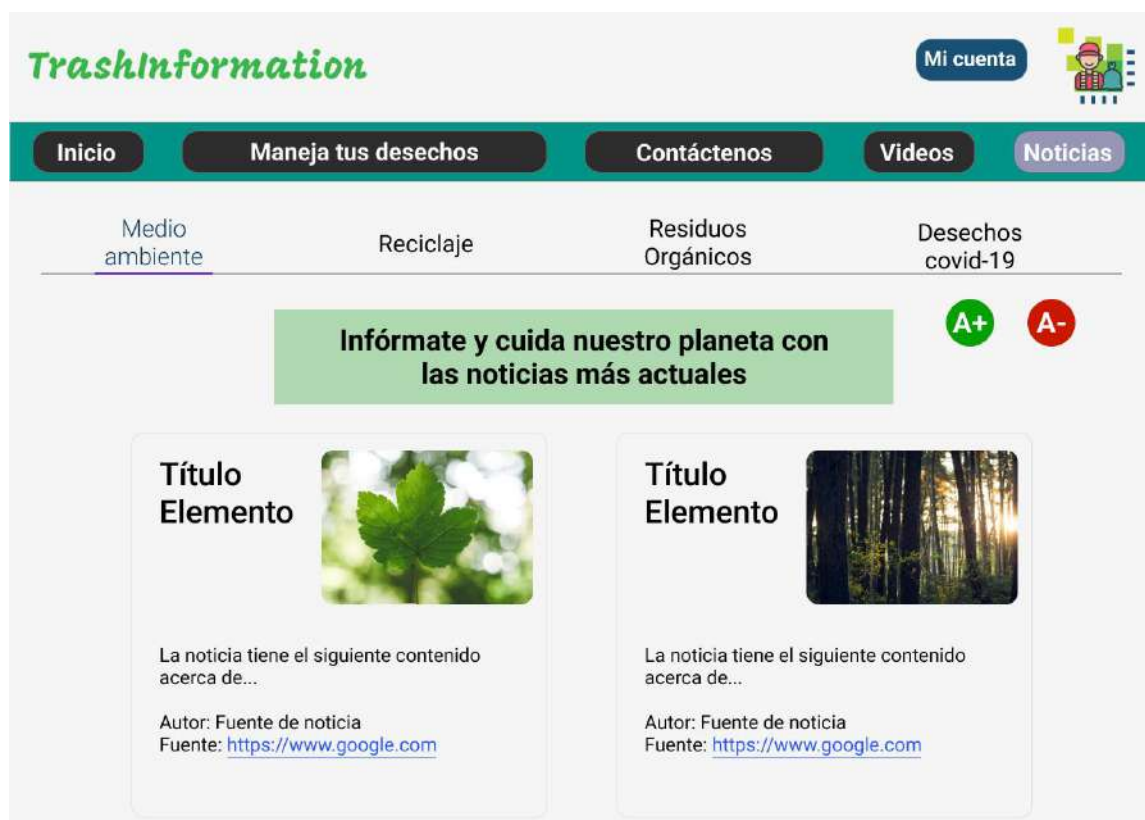 TrashInformation
Mi cuenta
Inicio
Maneja tus desechos
Contáctenos
Videos
Noticias
Medio
ambiente
Reciclaje
Residuos
Orgánicos
Desechos
covid-19
A+
A-
Infórmate y cuida nuestro planeta con
las noticias más actuales
Título
Elemento
La noticia tiene el siguiente contenido
acerca de...
Autor: Fuente de noticia
Fuente: https://www.google.com
Título
Elemento
La noticia tiene el siguiente contenido
acerca de...
Autor: Fuente de noticia
Fuente: https://www.google.com